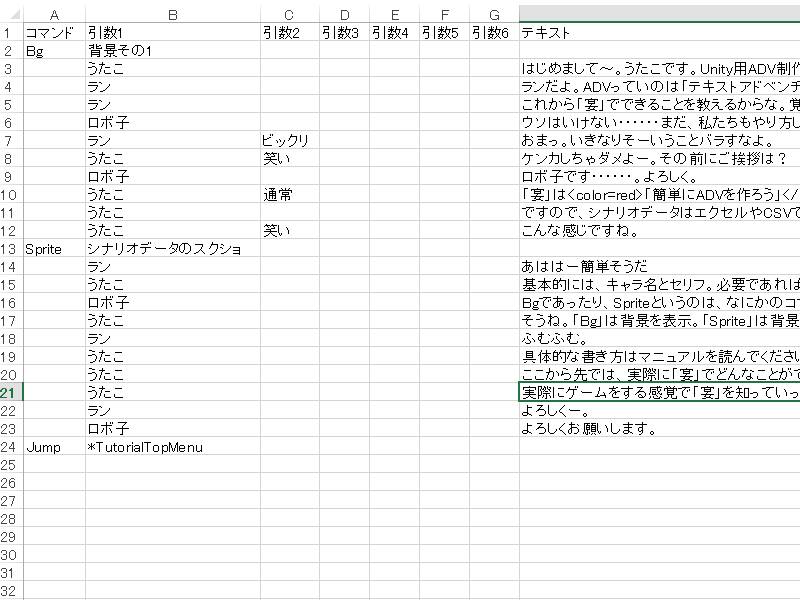 A B C D E F G
1 コマンド 引数1 引数2 引数3 引数4 引数5 引数6 テキスト
2 Bg 背景その1
3 うたこ はじめまして～。うたこです。Unity用ADV制作
4 ラン ランだよ。ADVっていのは「テキストアドベンチ
5 ラン これから「宴」でできることを教えるからな。覚
6 ロボ子 ウソはいけない・・・・・・まだ、私たちもやり方し
7 ラン ビックリ おまっ。いきなりそーいうことバラすなよ。
8 うたこ 笑い ケンカしちゃダメよー。その前にご挨拶は？
9 ロボ子 ロボ子です・・・・・・。よろしく。
10 うたこ 通常 「宴」は<color=red>「簡単にADVを作ろう」</
11 うたこ ですので、シナリオデータはエクセルやCSVで
12 うたこ 笑い こんな感じですね。
13 Sprite シナリオデータのスクショ
14 ラン あははー簡単そうだ
15 うたこ 基本的には、キャラ名とセリフ。必要であれば
16 ロボ子 Bgであったり、Spriteというのは、なにかのコマ
17 うたこ そうね。「Bg」は背景を表示。「Sprite」は背景
18 ラン ふむふむ。
19 うたこ 具体的な書き方はマニュアルを読んでください
20 うたこ ここから先では、実際に「宴」でどんなことがで
21 うたこ 実際にゲームをする感覚で「宴」を知っていっ
22 ラン よろしくー。
23 ロボ子 よろしくお願いします。
24 Jump *TutorialTopMenu
25
26
27
28
29
30
31
32